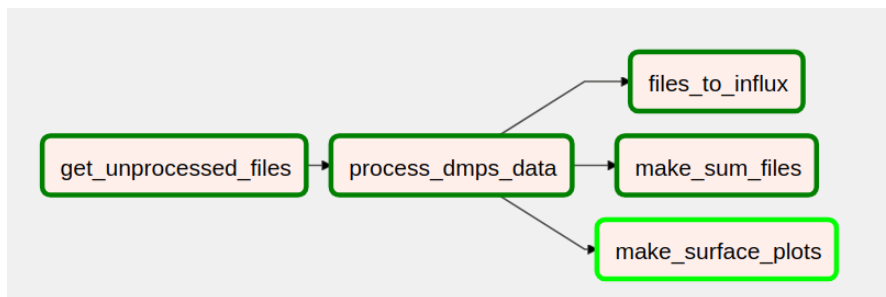 files_to_influx
get_unprocessed_files
process_dmps_data
make_sum_files
make_surface_plots